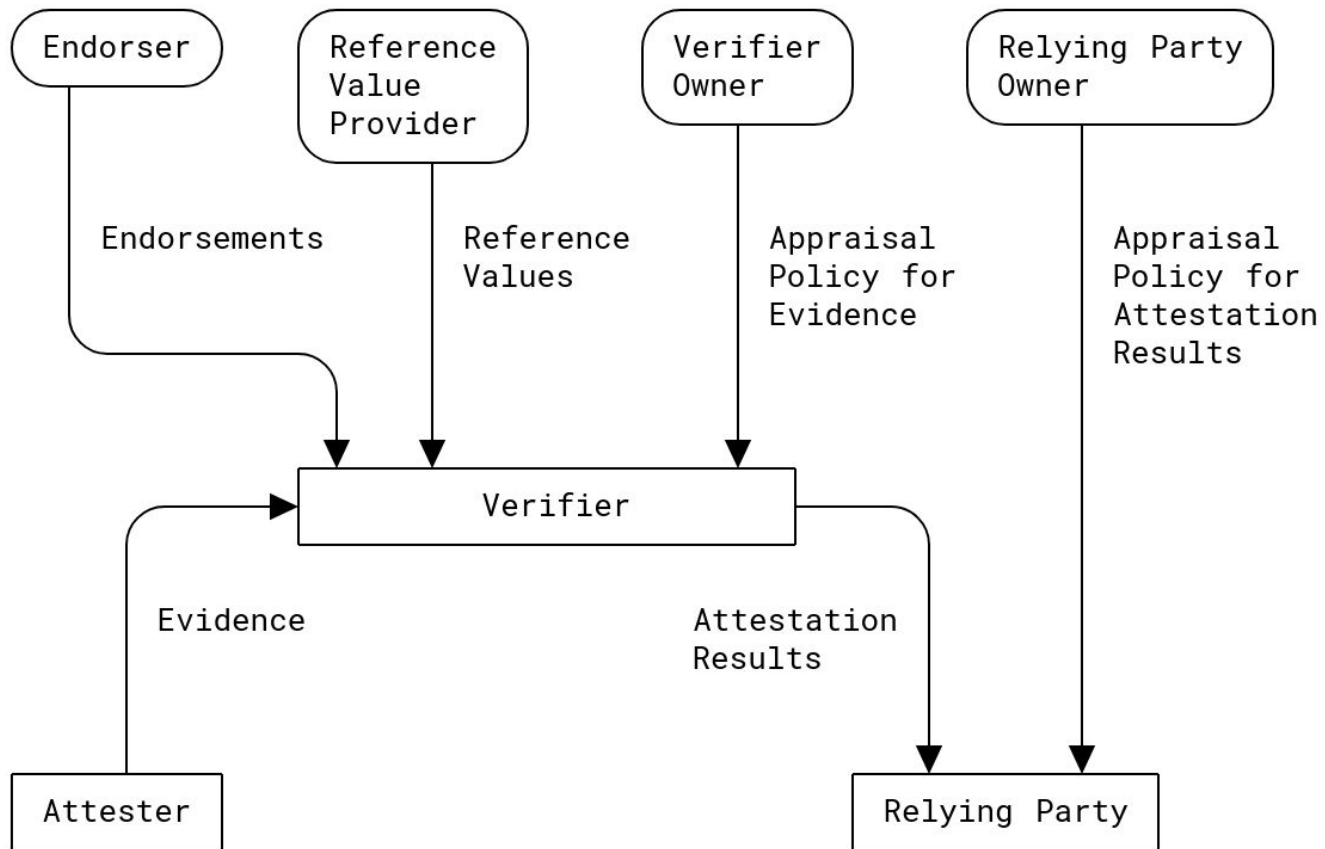 Endorser
Reference
Value
Provider
Verifier
Owner
Relying Party
Owner
Endorsements
Reference
Values
Appraisal
Policy for
Evidence
Appraisal
Policy for
Attestation
Results
Verifier
Evidence
Attestation
Results
Attester
Relying Party